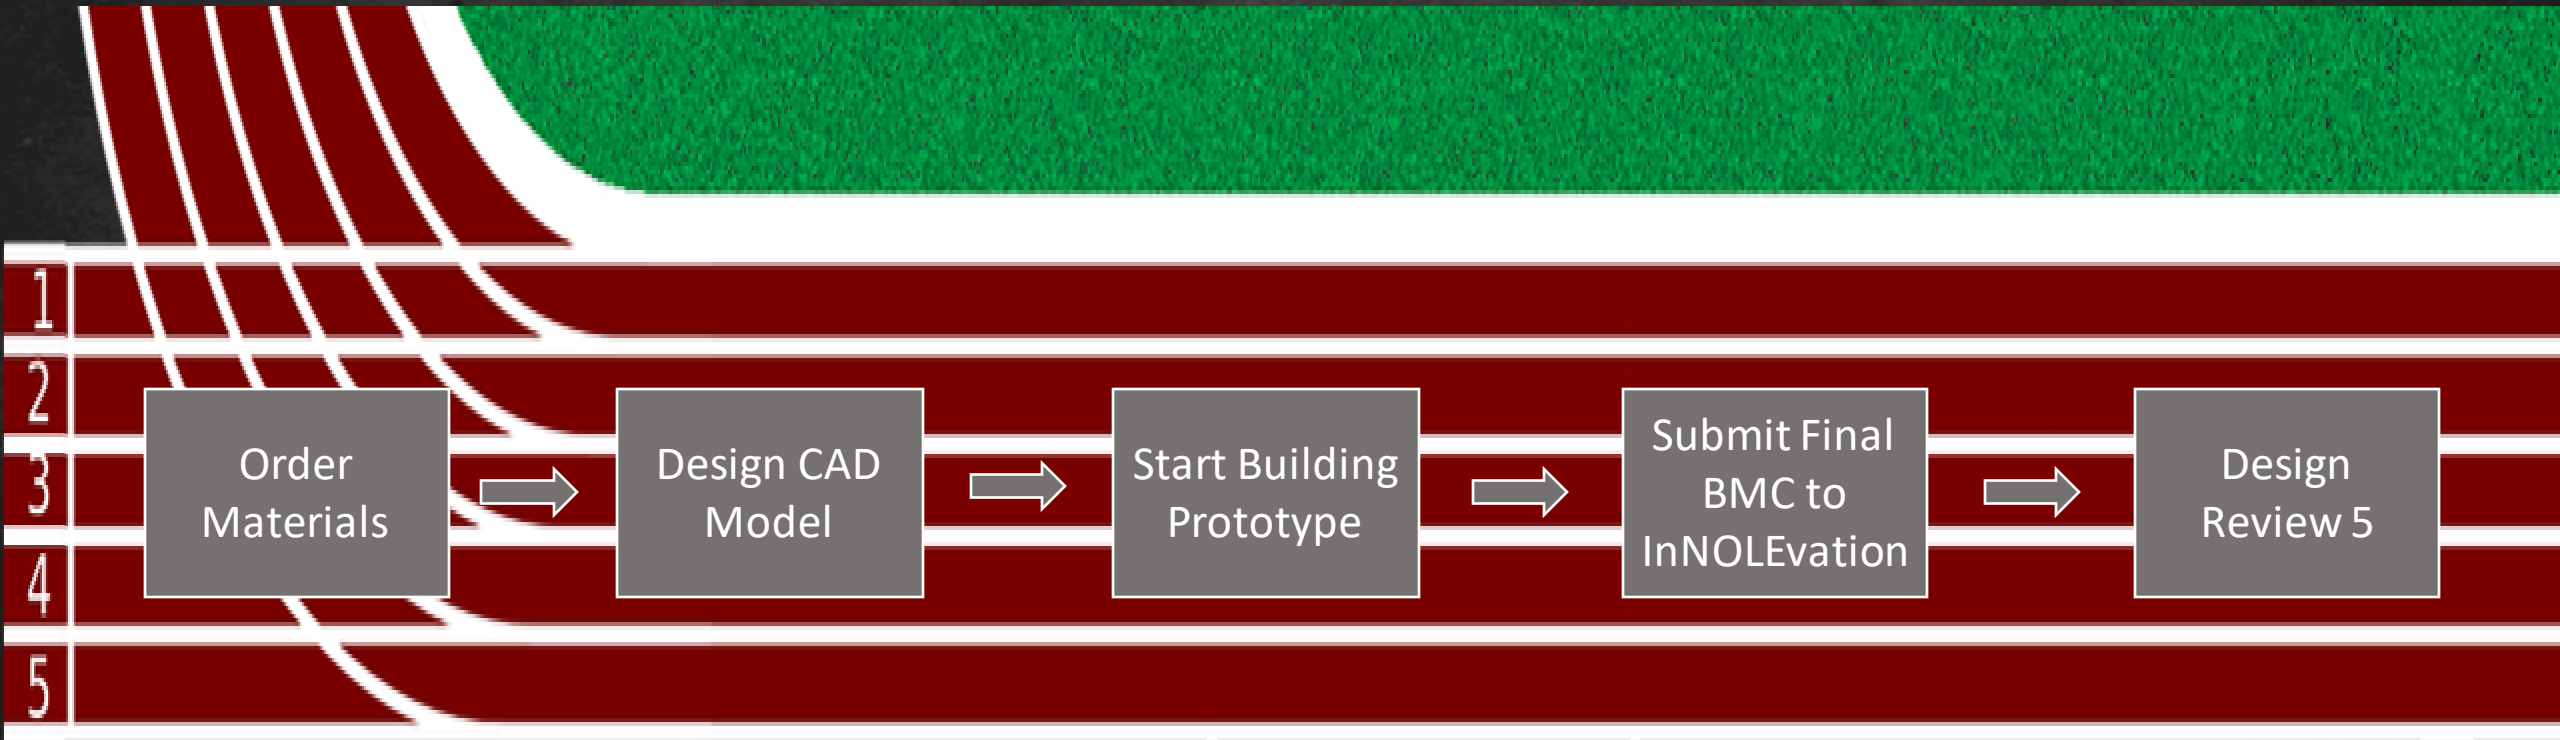 1
2
3
4
5
Order
Materials
Design CAD
Model
Start Building
Prototype
Submit Final
BMC to
InNOLEvation
Design
Review 5